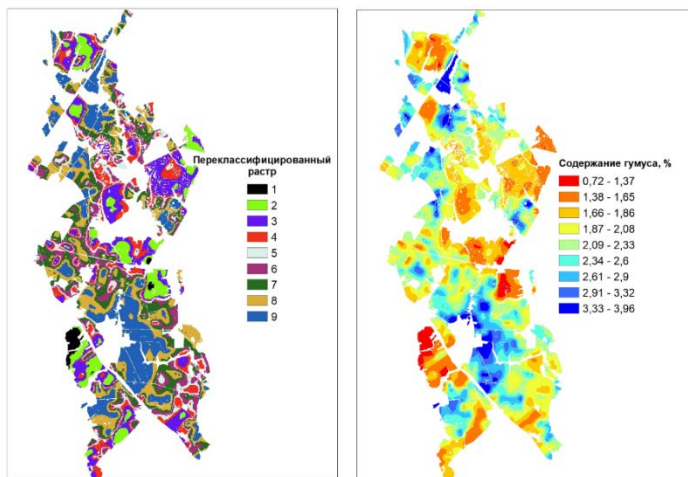 Переклассифицированный
растр
1
2
3
4
5
6
7
8
9
Содержание гумуса, %
0,72 - 1,37
1,38 - 1,65
1,66 - 1,86
1,87 - 2,08
2,09 - 2,33
2,34 - 2,6
2,61 - 2,9
2,91 - 3,32
3,33 - 3,96